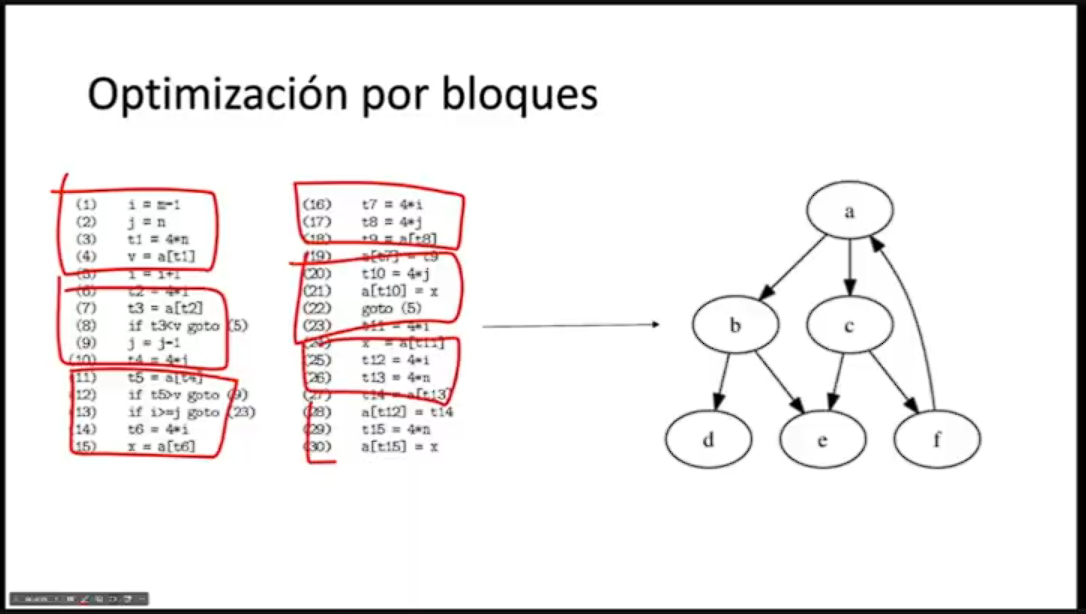 Optimización por bloques
(1) i = m-1
(2) j = n
(3) t1 = 4*n
(4) v = a[t1]
(5) i = i+1
(6) t2 = 4*i
(7) t3 = a[t2]
(8) if t3<v goto (5)
(9) j = j-1
(10) t4 = 4*j
(11) t5 = a[t4]
(12) if t5>v goto (9)
(13) if i>=j goto (23)
(14) t6 = 4*i
(15) x = a[t6]
(16) t7 = 4*i
(17) t8 = 4*j
(18) t9 = a[t8]
(19) a[t7] = t9
(20) t10 = 4*j
(21) a[t10] = x
(22) goto (5)
(23) t11 = 4*i
(24) x = a[t11]
(25) t12 = 4*i
(26) t13 = 4*n
(27) t14 = a[t13]
(28) a[t12] = t14
(29) t15 = 4*n
(30) a[t15] = x
a
b c
d e f